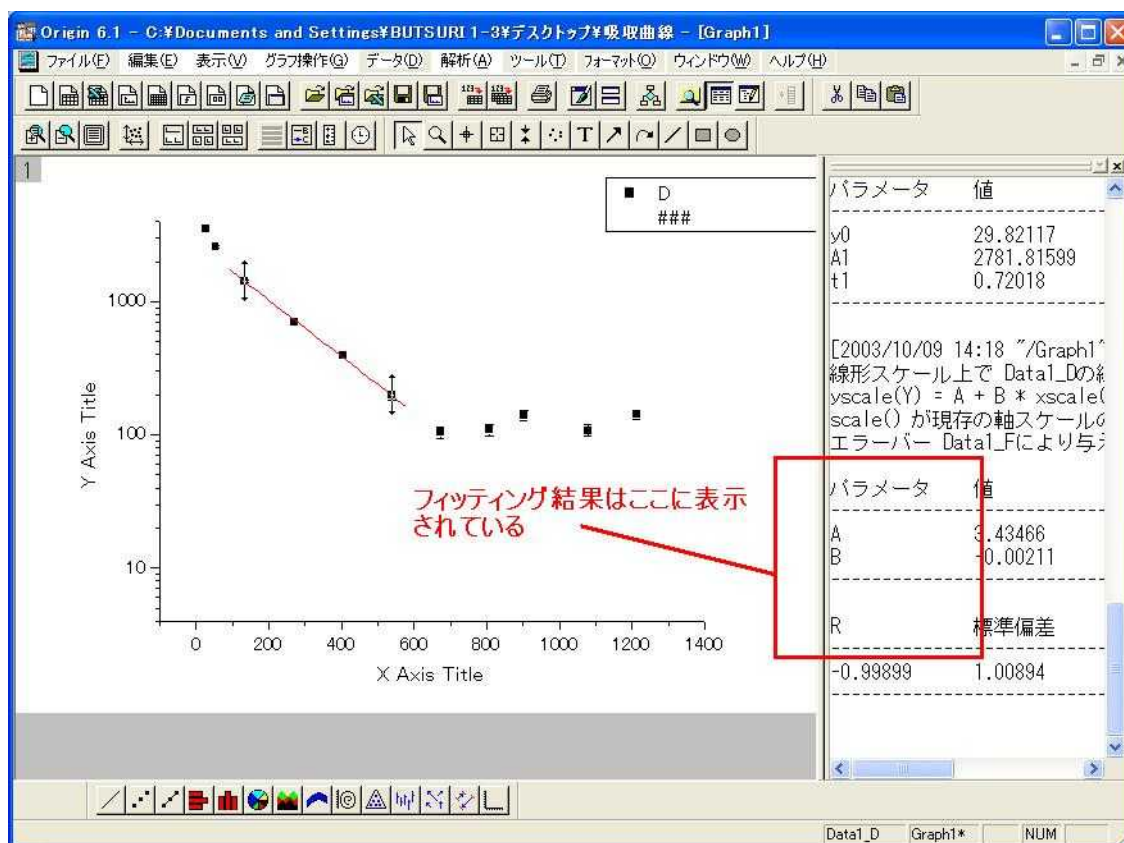 Origin 6.1 - C:¥Documents and Settings¥BUTSURI 1-3¥デスクトップ¥吸収曲線 - [Graph1]
ファイル(F) 編集(E) 表示(V) グラフ操作(G) データ(D) 解析(A) ツール(T) フォーマット(O) ウィンドウ(W) ヘルプ(H)
1
D
###
1000
100
10
Y Axis Title
0 200 400 600 800 1000 1200 1400
X Axis Title
フィッティング結果はここに表示
されている
パラメータ 値
y0 29.82117
A1 2781.81599
t1 0.72018
[2003/10/09 14:18 "/Graph1"
線形スケール上で Data1_Dの
yscale(Y) = A + B * xscale(
scale() が現存の軸スケールの
エラーバー Data1_Fにより与
パラメータ 値
A 3.43466
B -0.00211
R 標準偏差
-0.99899 1.00894
Data1_D Graph1* NUM